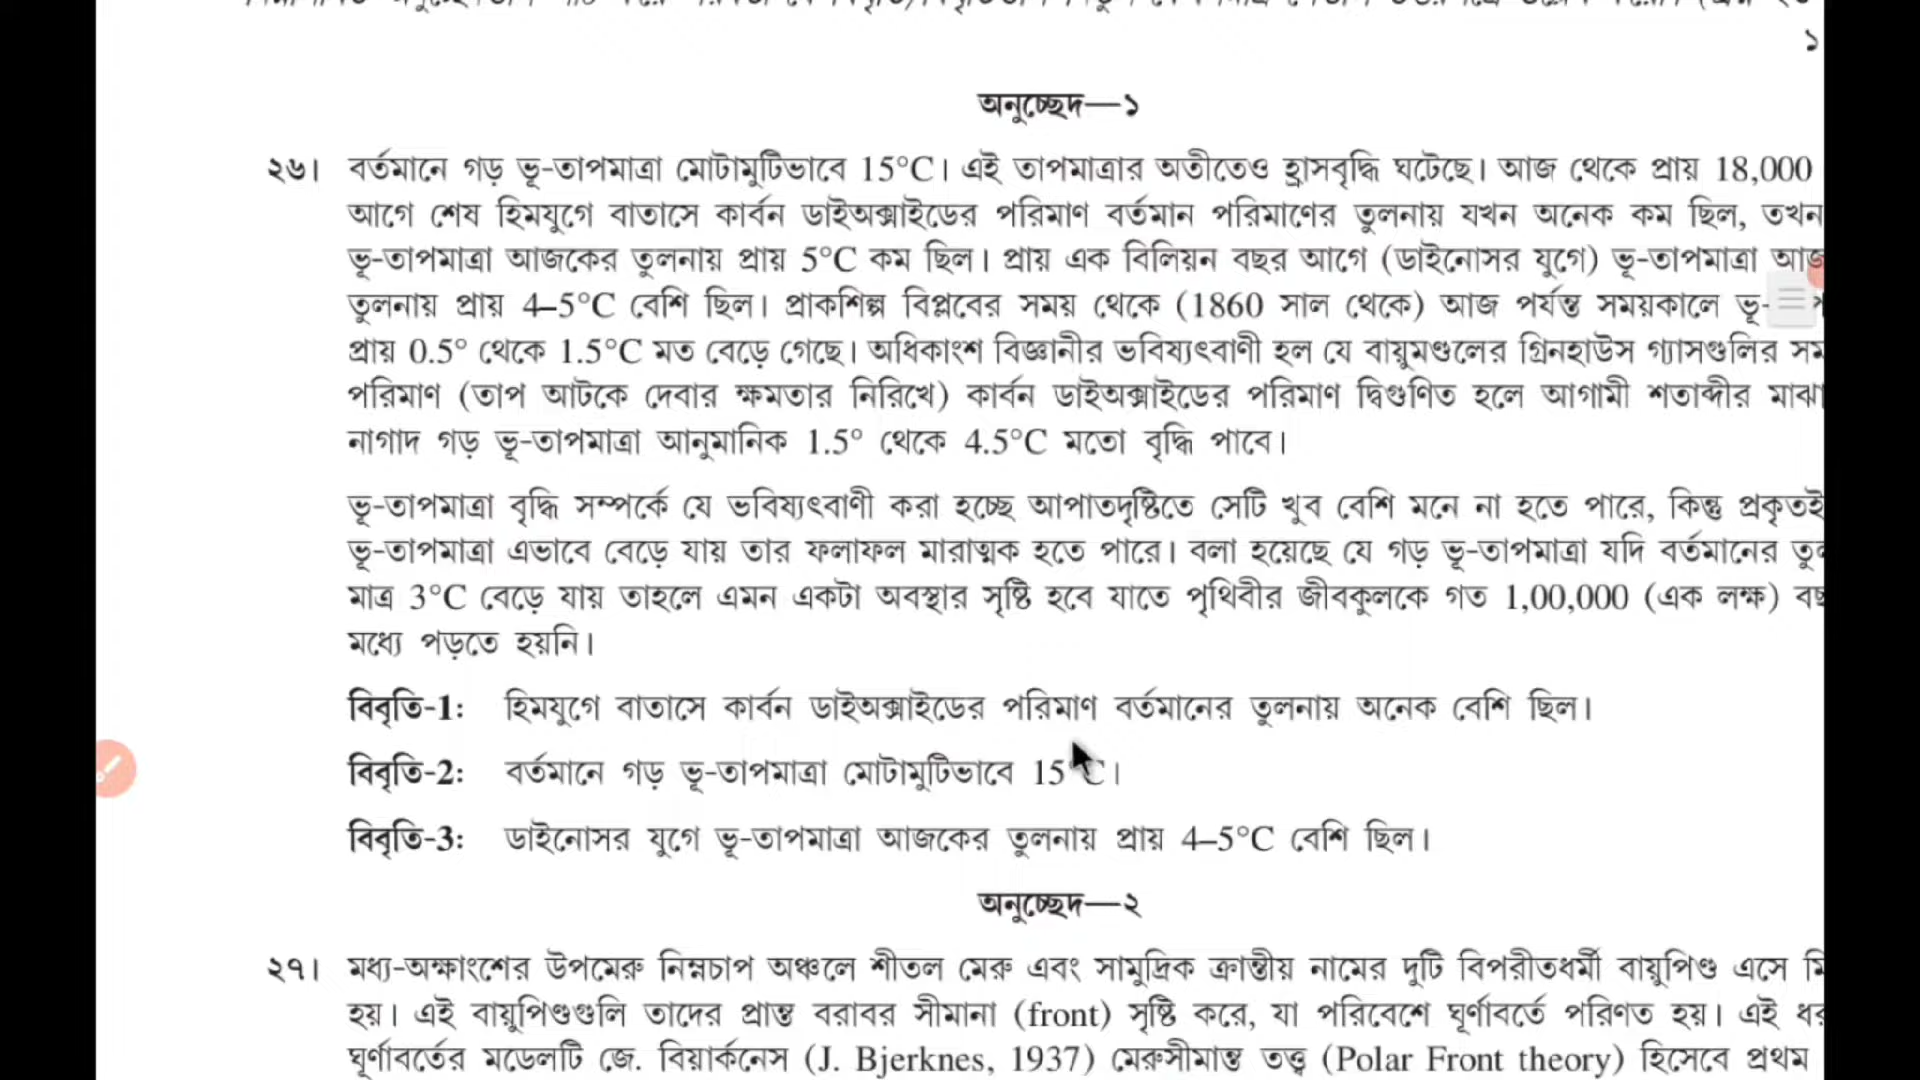 ১
অনুচ্ছেদ—১
২৬। বর্তমানে গড় ভূ-তাপমাত্রা মোটামুটিভাবে 15°C। এই তাপমাত্রার অতীতেও হ্রাসবৃদ্ধি ঘটেছে। আজ থেকে প্রায় 18,000
আগে শেষ হিমযুগে বাতাসে কার্বন ডাইঅক্সাইডের পরিমাণ বর্তমান পরিমাণের তুলনায় যখন অনেক কম ছিল, তখন
ভূ-তাপমাত্রা আজকের তুলনায় প্রায় 5°C কম ছিল। প্রায় এক বিলিয়ন বছর আগে (ডাইনোসর যুগে) ভূ-তাপমাত্রা
তুলনায় প্রায় 4–5°C বেশি ছিল। প্রাকশিল্প বিপ্লবের সময় থেকে (1860 সাল থেকে) আজ পর্যন্ত সময়কালে ভূ-
প্রায় 0.5° থেকে 1.5°C মত বেড়ে গেছে। অধিকাংশ বিজ্ঞানীর ভবিষ্যৎবাণী হল যে বায়ুমণ্ডলের গ্রিনহাউস গ্যাসগুলির
পরিমাণ (তাপ আটকে দেবার ক্ষমতার নিরিখে) কার্বন ডাইঅক্সাইডের পরিমাণ দ্বিগুণিত হলে আগামী শতাব্দীর মাঝা
নাগাদ গড় ভূ-তাপমাত্রা আনুমানিক 1.5° থেকে 4.5°C মতো বৃদ্ধি পাবে।
ভূ-তাপমাত্রা বৃদ্ধি সম্পর্কে যে ভবিষ্যৎবাণী করা হচ্ছে আপাতদৃষ্টিতে সেটি খুব বেশি মনে না হতে পারে, কিন্তু প্রকৃতই
ভূ-তাপমাত্রা এভাবে বেড়ে যায় তার ফলাফল মারাত্মক হতে পারে। বলা হয়েছে যে গড় ভূ-তাপমাত্রা যদি বর্তমানের
মাত্র 3°C বেড়ে যায় তাহলে এমন একটা অবস্থার সৃষ্টি হবে যাতে পৃথিবীর জীবকুলকে গত 1,00,000 (এক লক্ষ)
মধ্যে পড়তে হয়নি।
বিবৃতি-1: হিমযুগে বাতাসে কার্বন ডাইঅক্সাইডের পরিমাণ বর্তমানের তুলনায় অনেক বেশি ছিল।
বিবৃতি-2: বর্তমানে গড় ভূ-তাপমাত্রা মোটামুটিভাবে 15°C।
বিবৃতি-3: ডাইনোসর যুগে ভূ-তাপমাত্রা আজকের তুলনায় প্রায় 4–5°C বেশি ছিল।
অনুচ্ছেদ—২
২৭। মধ্য-অক্ষাংশের উপমেরু নিম্নচাপ অঞ্চলে শীতল মেরু এবং সামুদ্রিক ক্রান্তীয় নামের দুটি বিপরীতধর্মী বায়ুপিণ্ড এসে
হয়। এই বায়ুপিণ্ডগুলি তাদের প্রান্ত বরাবর সীমানা (front) সৃষ্টি করে, যা পরিবেশে ঘূর্ণাবর্তে পরিণত হয়। এই
ঘূর্ণাবর্তের মডেলটি জে. বিয়ার্কনেস (J. Bjerknes, 1937) মেরুসীমান্ত তত্ত্ব (Polar Front theory) হিসেবে প্রথম